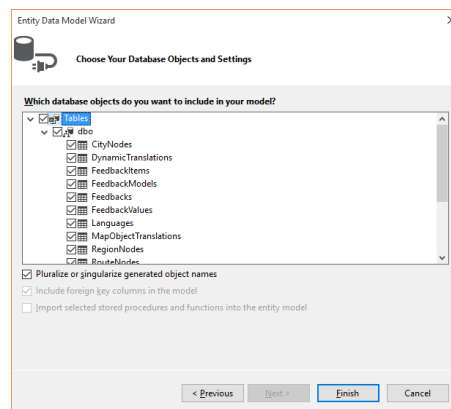 Entity Data Model Wizard
Choose Your Database Objects and Settings
Which database objects do you want to include in your model?
Tables
dbo
CityNodes
DynamicTranslations
FeedbackItems
FeedbackModels
Feedbacks
FeedbackValues
Languages
MapObjectTranslations
RegionNodes
RouteNodes
Pluralize or singularize generated object names
Include foreign key columns in the model
Import selected stored procedures and functions into the entity model
< Previous
Next >
Finish
Cancel